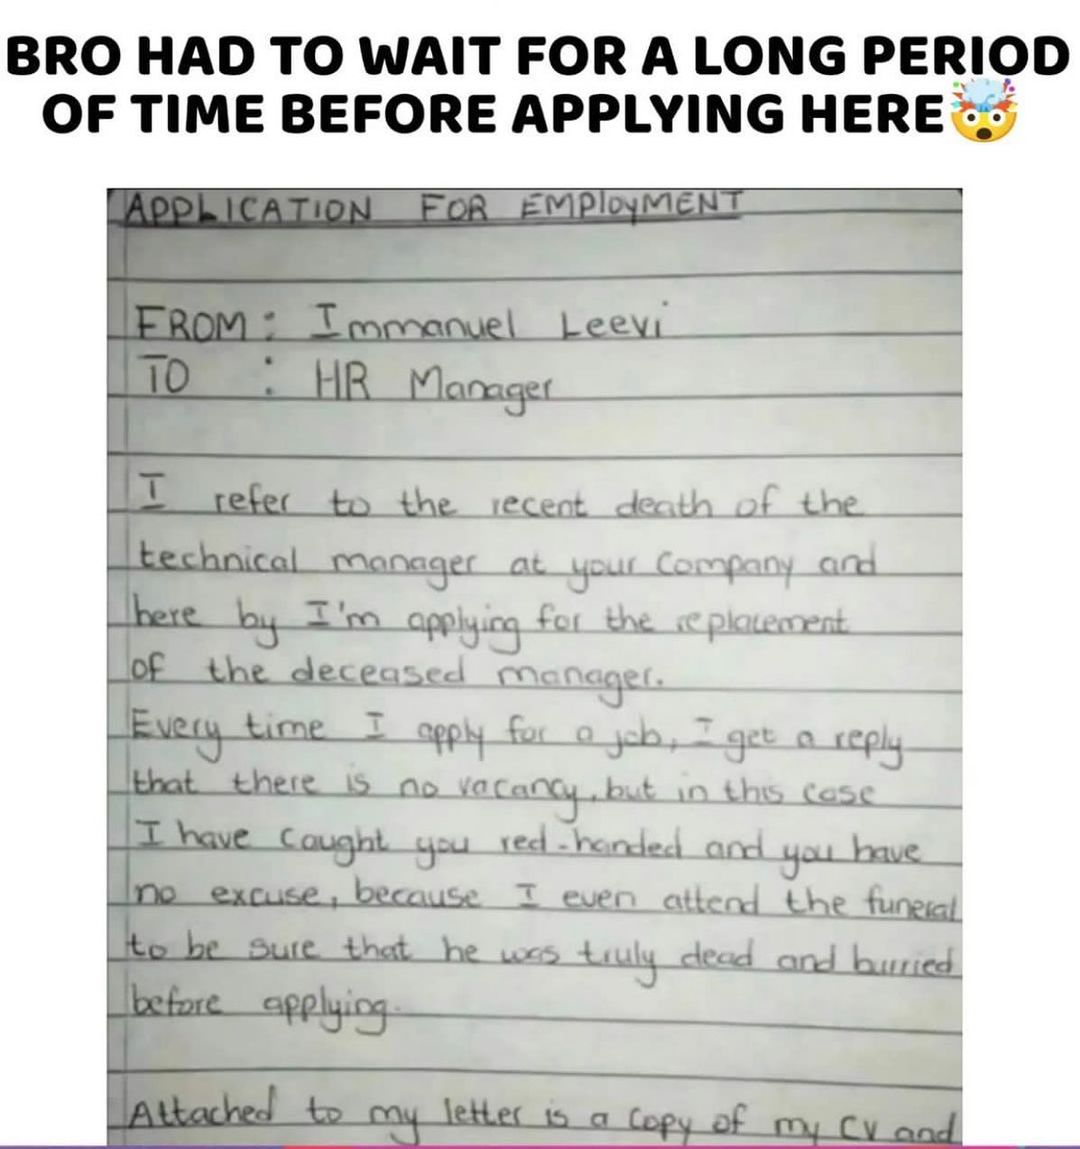 BRO HAD TO WAIT FOR A LONG PERIOD
OF TIME BEFORE APPLYING HERE🤯
APPLICATION FOR EMPLOYMENT
FROM : Immanuel Leevi
TO : HR Manager
I refer to the recent death of the
technical manager at your Company and
here by I'm applying for the replacement
of the deceased manager.
Every time I apply for a job, I get a reply
that there is no vacancy, but in this case
I have caught you red-handed and you have
no excuse, because I even attend the funeral
to be sure that he was truly dead and burried
before applying.
Attached to my letter is a copy of my CV and